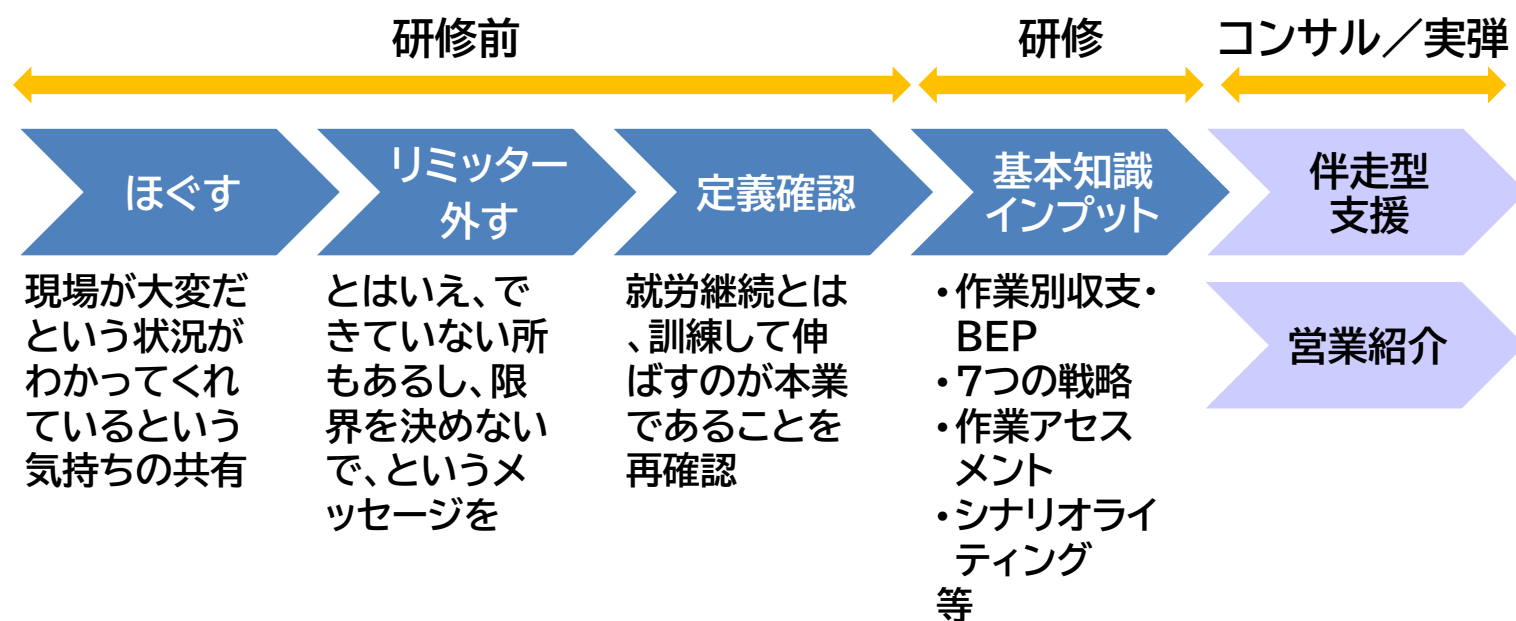 研修前
研修
コンサル／実弾
ほぐす
リミッター
外す
定義確認
基本知識
インプット
伴走型
支援
現場が大変だ
という状況が
わかってくれ
ているという
気持ちの共有
とはいえ、で
きていない所
もあるし、限
界を決めない
で、というメ
ッセージを
就労継続とは
、訓練して伸
ばすのが本業
であることを
再確認
・作業別収支・
BEP
・7つの戦略
・作業アセス
メント
・シナリオライ
ティング
等
営業紹介